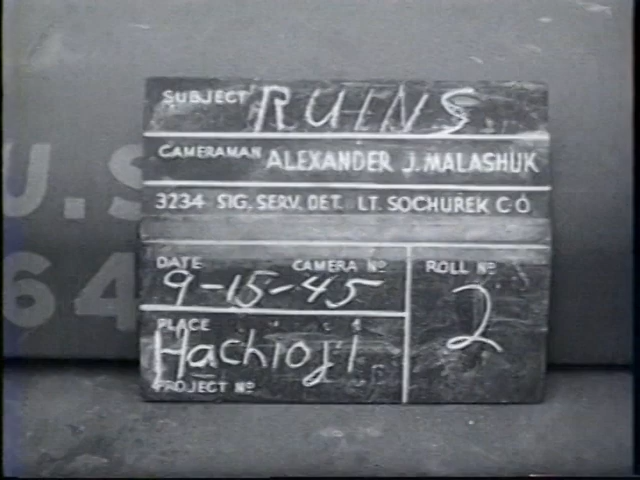 SUBJECT RUINS
CAMERAMAN ALEXANDER J. MALASHUK
3234 SIG. SERV. DET. LT. SOCHUREK C O
DATE CAMERA Nº ROLL Nº
9-15-45 2
PLACE
Hachioji
PROJECT Nº
U.S
64